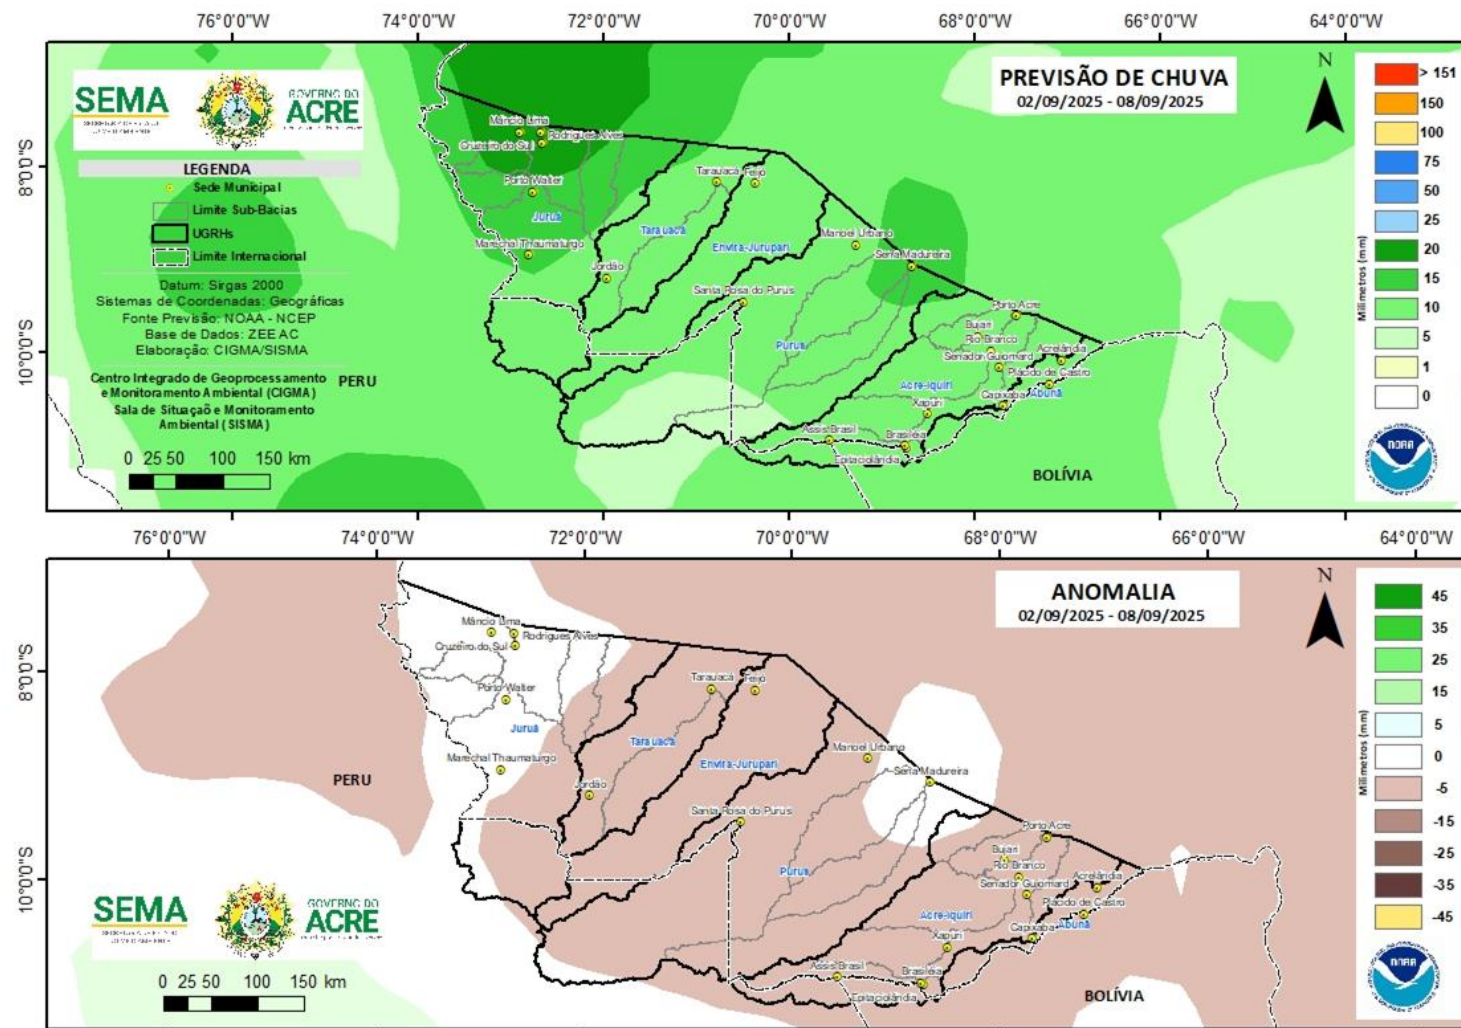 76°0'0"W 74°0'0"W 72°0'0"W 70°0'0"W 68°0'0"W 66°0'0"W 64°0'0"W
PREVISÃO DE CHUVA
02/09/2025 - 08/09/2025
N
SEMA
GOVERNO DO
ACRE
LEGENDA
Sede Municipal
Limite Sub-Bacias
UGRHs
Limite Internacional
Datum: Sirgas 2000
Sistemas de Coordenadas: Geográficas
Fonte Previsão: NOAA - NCEP
Base de Dados: ZEE AC
Elaboração: CIGMA/SISMA
Centro Integrado de Geoprocessamento
e Monitoramento Ambiental (CIGMA)
Sala de Situação e Monitoramento
Ambiental (SISMA)
0 25 50 100 150 km
8°0'0"S
10°0'0"S
PERU
BOLÍVIA
Mâncio Lima
Rodrigues Alves
Cruzeiro do Sul
Porto Walter
Juruá
Marechal Thaumaturgo
Tarauacá
Feijó
Tarauacá
Envira-Jurupari
Jordão
Santa Rosa do Purus
Manoel Urbano
Sena Madureira
Purus
Porto Acre
Bujari
Rio Branco
Senador Guiomard
Acrelândia
Plácido de Castro
Acre-Iquiri
Abunã
Xapuri
Capixaba
Assis Brasil
Brasiléia
Epitaciolândia
Milímetros (mm)
> 151
150
100
75
50
25
20
15
10
5
1
0
NOAA
76°0'0"W 74°0'0"W 72°0'0"W 70°0'0"W 68°0'0"W 66°0'0"W 64°0'0"W
ANOMALIA
02/09/2025 - 08/09/2025
N
8°0'0"S
10°0'0"S
Mâncio Lima
Rodrigues Alves
Cruzeiro do Sul
Porto Walter
Juruá
Marechal Thaumaturgo
PERU
Tarauacá
Feijó
Tarauacá
Envira-Jurupari
Jordão
Santa Rosa do Purus
Manoel Urbano
Sena Madureira
Purus
Porto Acre
Bujari
Rio Branco
Senador Guiomard
Acrelândia
Plácido de Castro
Acre-Iquiri
Abunã
Xapuri
Capixaba
Assis Brasil
Brasiléia
Epitaciolândia
BOLÍVIA
SEMA
GOVERNO DO
ACRE
0 25 50 100 150 km
Milímetros (mm)
45
35
25
15
5
0
-5
-15
-25
-35
-45
NOAA